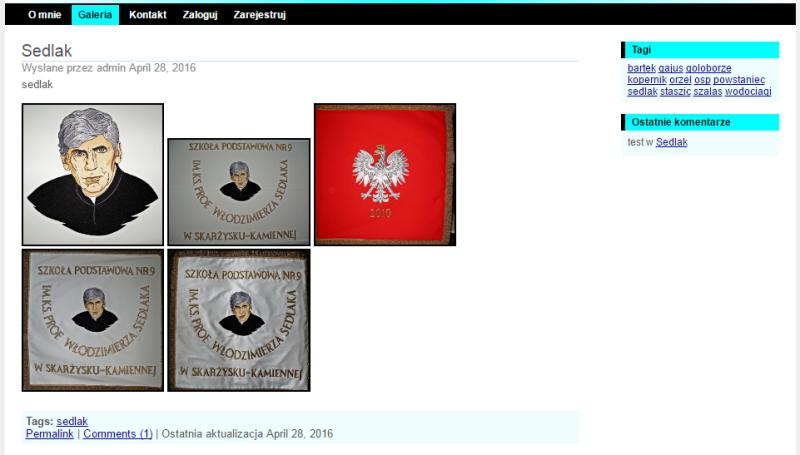 O mnie Galeria Kontakt Zaloguj Zarejestruj
Sedlak
Wysłane przez admin April 28, 2016
sedlak
SZKOŁA PODSTAWOWA NR 9
IM. KS. PROF. WŁODZIMIERZA SEDLAKA
W SKARŻYSKU-KAMIENNEJ
2010
SZKOŁA PODSTAWOWA NR 9
IM. KS. PROF. WŁODZIMIERZA SEDLAKA
W SKARŻYSKU-KAMIENNEJ
SZKOŁA PODSTAWOWA NR 9
IM. KS. PROF. WŁODZIMIERZA SEDLAKA
W SKARŻYSKU-KAMIENNEJ
Tags: sedlak
Permalink | Comments (1) | Ostatnia aktualizacja April 28, 2016
Tagi
bartek gajus goloborze
kopernik orzel osp powstaniec
sedlak staszic szalas wodociagi
Ostatnie komentarze
test w Sedlak